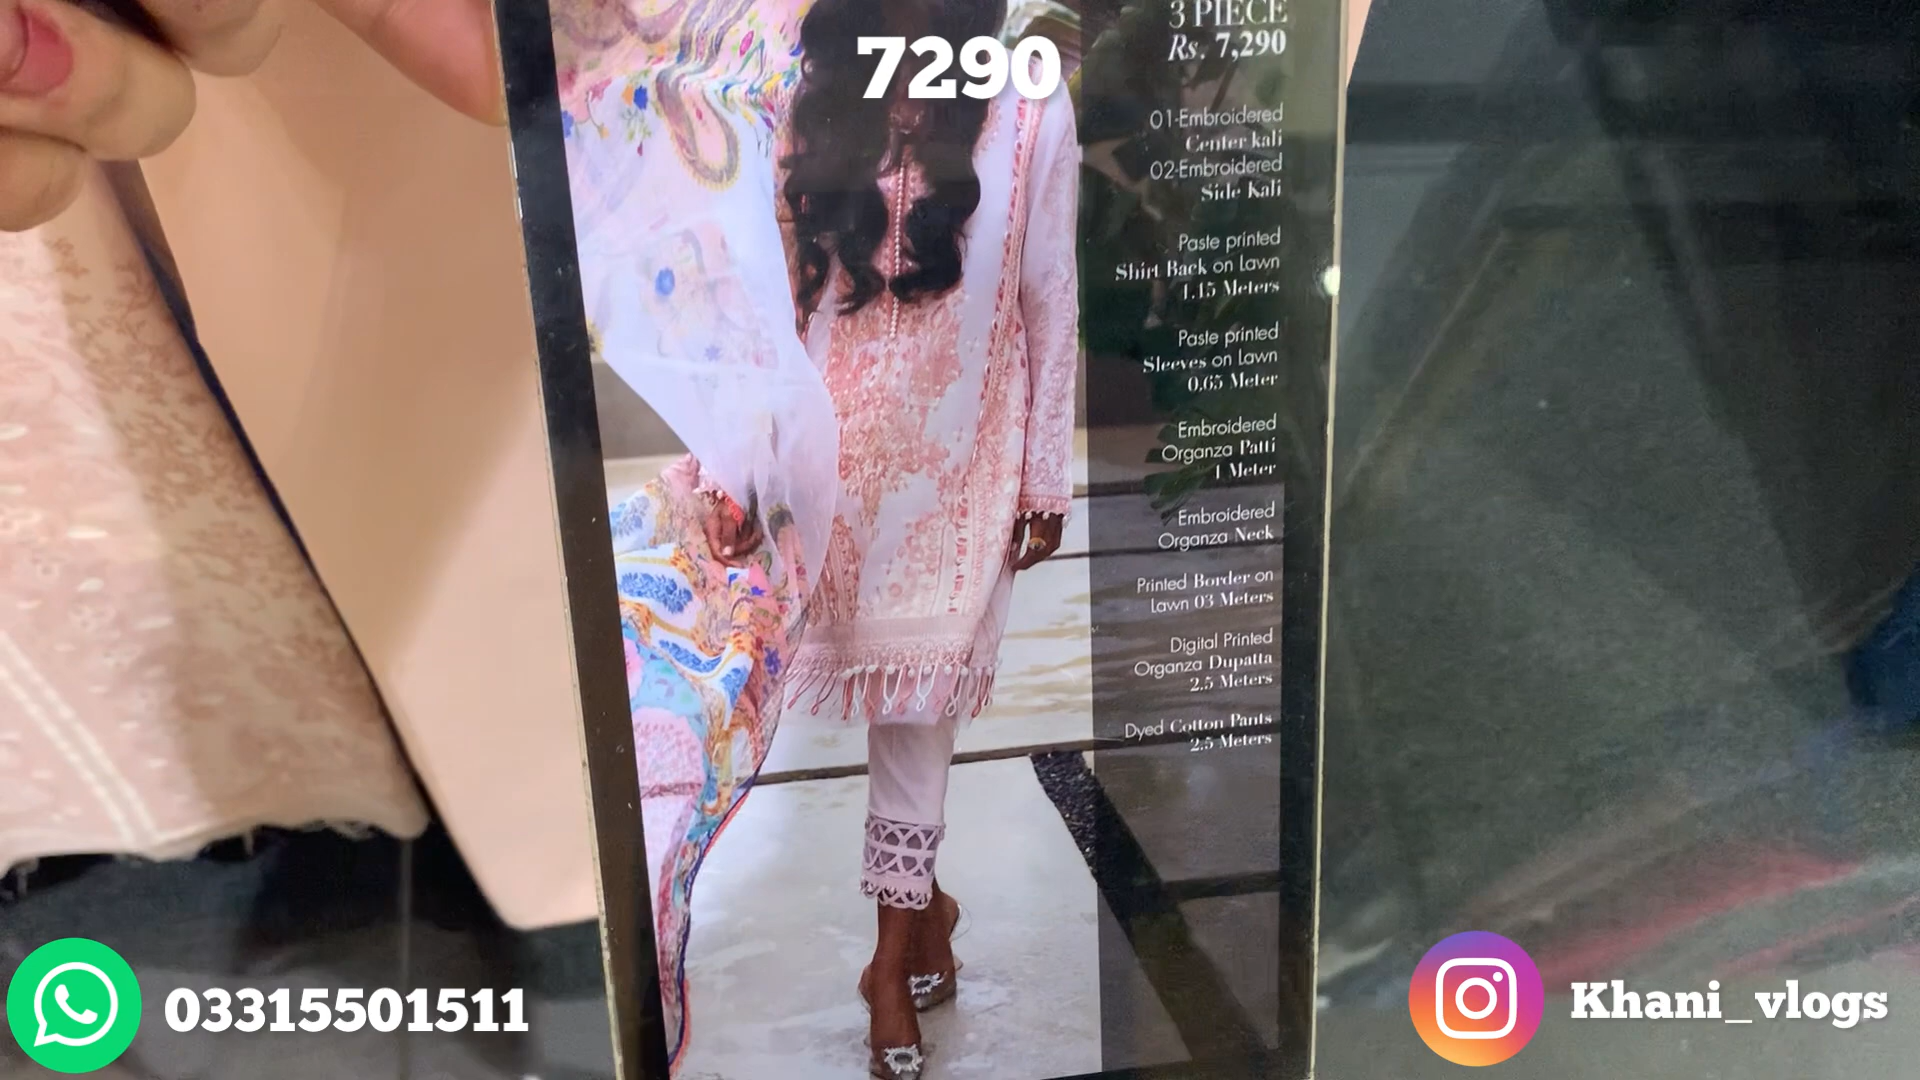 7290
3 PIECE
Rs. 7,290
01-Embroidered
Center kali
02-Embroidered
Side Kali
Paste printed
Shirt Back on Lawn
1.15 Meters
Paste printed
Sleeves on Lawn
0.65 Meter
Embroidered
Organza Patti
1 Meter
Embroidered
Organza Neck
Printed Border on
Lawn 03 Meters
Digital Printed
Organza Dupatta
2.5 Meters
Dyed Cotton Pants
2.5 Meters
03315501511
Khani_vlogs